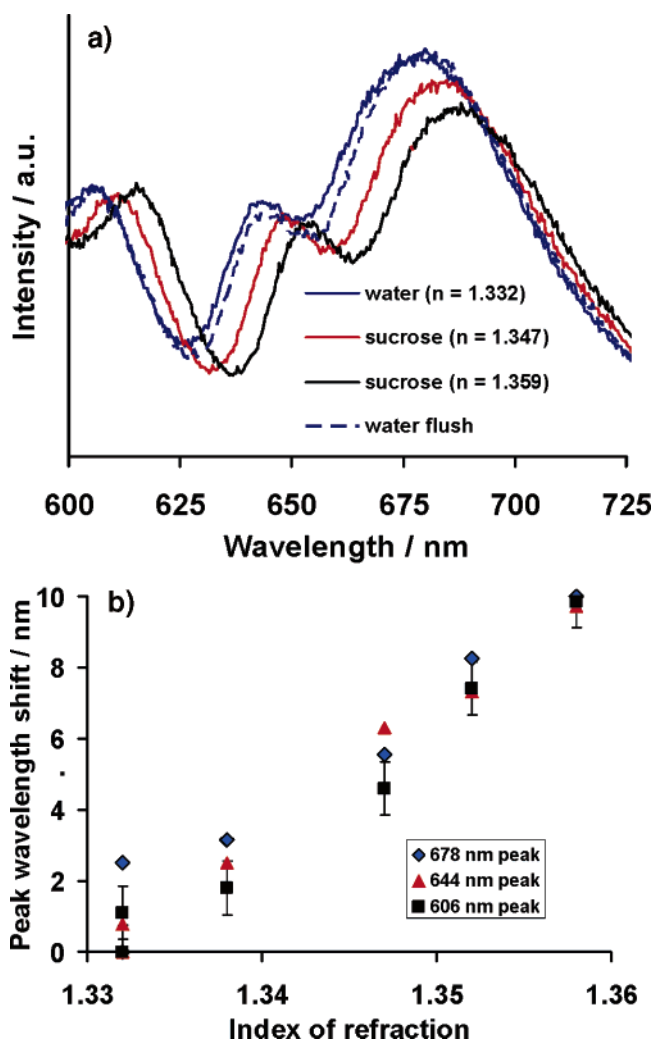 a)
Intensity / a.u.
water (n = 1.332)
sucrose (n = 1.347)
sucrose (n = 1.359)
water flush
600 625 650 675 700 725
Wavelength / nm
b)
Peak wavelength shift / nm
10
8
6
4
2
0
678 nm peak
644 nm peak
606 nm peak
1.33 1.34 1.35 1.36
Index of refraction